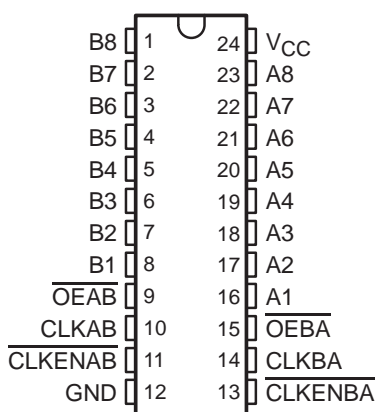 B8 1 24 VCC
B7 2 23 A8
B6 3 22 A7
B5 4 21 A6
B4 5 20 A5
B3 6 19 A4
B2 7 18 A3
B1 8 17 A2
OEAB 9 16 A1
CLKAB 10 15 OEBA
CLKENAB 11 14 CLKBA
GND 12 13 CLKENBA